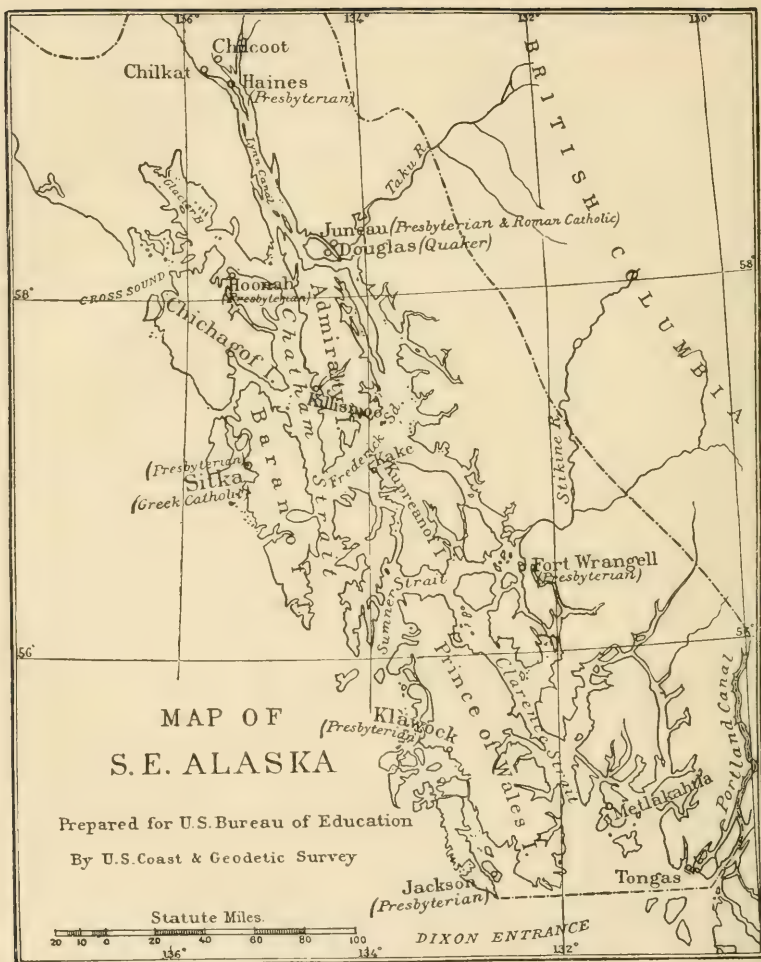 136°
134°
132°
130°
Chilcoot
Chilkat
Haines
(Presbyterian)
Lynn Canal
Glacier B
Taku R.
BRITISH COLUMBIA
Juneau (Presbyterian & Roman Catholic)
Douglas (Quaker)
CROSS SOUND
Hoonah
(Presbyterian)
58°
58°
Chichagof I.
Chatham Strait
Admiralty I.
Killisnoo
Frederick Sd.
Kake
Kupreanof I
Baranof I
(Presbyterian)
Sitka
(Greek Catholic)
Stikine R.
Fort Wrangell
(Presbyterian)
Sumner Strait
56°
Prince of Wales I.
Clarence Strait
Klawock
(Presbyterian)
Portland Canal
Metlakahtla
Tongas
Jackson
(Presbyterian)
DIXON ENTRANCE
MAP OF
S.E. ALASKA
Prepared for U.S. Bureau of Education
By U.S. Coast & Geodetic Survey
Statute Miles.
20 10 0 20 40 60 80 100
136°
134°
132°